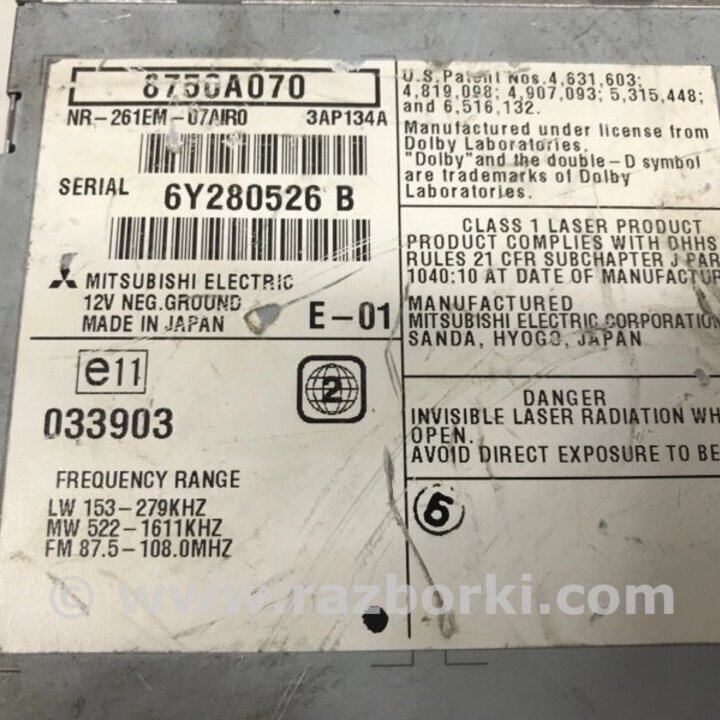 8750A070
NR-261EM-07AIR0 3AP134A
SERIAL 6Y280526 B
MITSUBISHI ELECTRIC
12V NEG.GROUND
MADE IN JAPAN E-01
e11
2
033903
FREQUENCY RANGE
LW 153-279KHZ
MW 522-1611KHZ
FM 87.5-108.0MHZ
U.S.Patent Nos.4,631,603;
4,819,098; 4,907,093; 5,315,448;
and 6,516,132.
Manufactured under license from
Dolby Laboratories.
"Dolby"and the double-D symbol
are trademarks of Dolby
Laboratories.
CLASS 1 LASER PRODUCT
PRODUCT COMPLIES WITH DHHS
RULES 21 CFR SUBCHAPTER J PAR
1040:10 AT DATE OF MANUFACTUR
MANUFACTURED
MITSUBISHI ELECTRIC CORPORATION
SANDA, HYOGO, JAPAN
DANGER
INVISIBLE LASER RADIATION WH
OPEN.
AVOID DIRECT EXPOSURE TO BE
5
© www.razborki.com